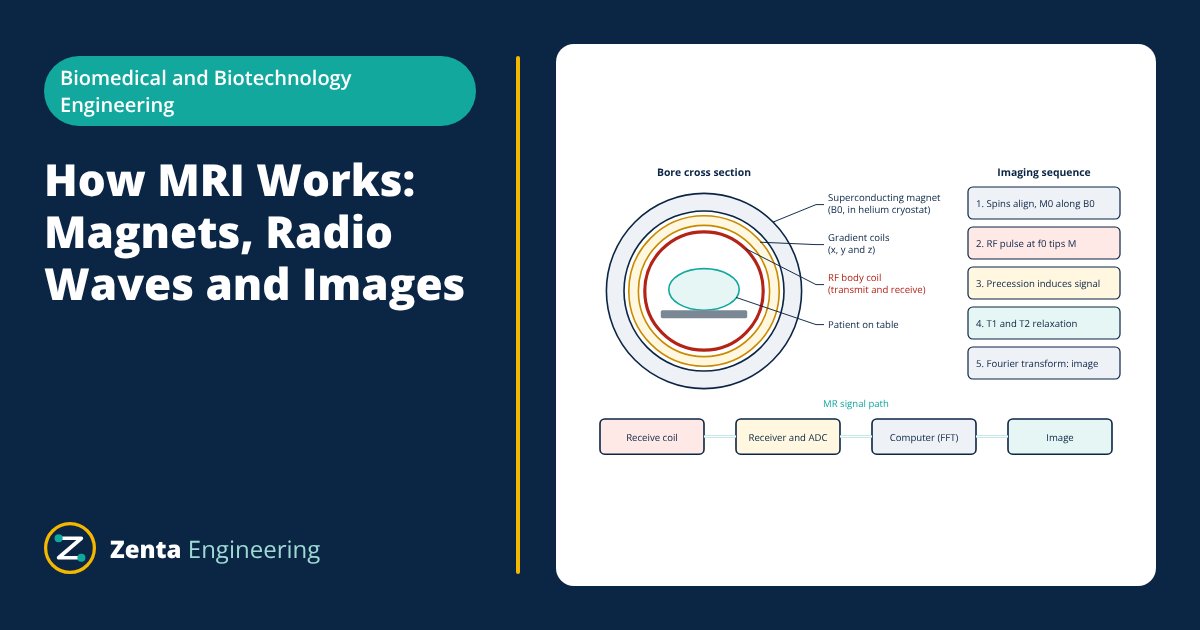 Biomedical and Biotechnology
Engineering
How MRI Works:
Magnets, Radio
Waves and Images
Zenta Engineering
Bore cross section
Superconducting magnet
(B0, in helium cryostat)
Gradient coils
(x, y and z)
RF body coil
(transmit and receive)
Patient on table
Imaging sequence
1. Spins align, M0 along B0
2. RF pulse at f0 tips M
3. Precession induces signal
4. T1 and T2 relaxation
5. Fourier transform: image
MR signal path
Receive coil
Receiver and ADC
Computer (FFT)
Image